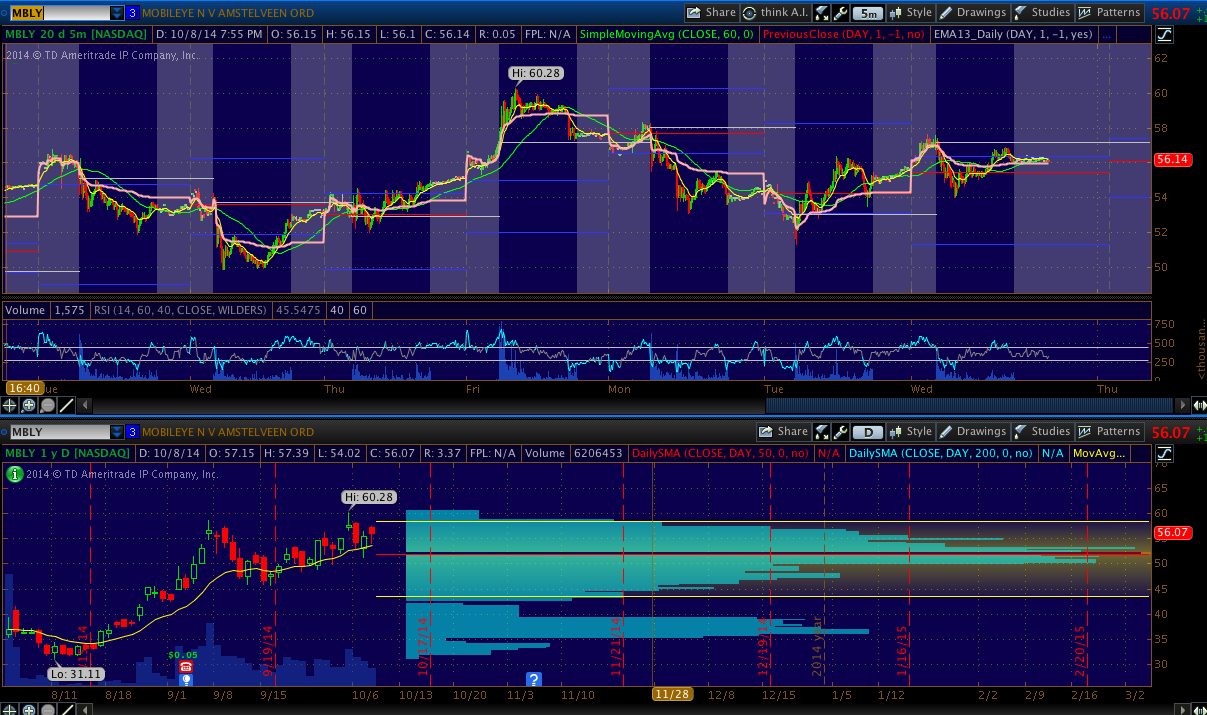 MBLY 3 MOBILEYE N V AMSTELVEEN ORD Share think A.I. 5m Style Drawings Studies Patterns 56.07
MBLY 20 d 5m [NASDAQ] D: 10/8/14 7:55 PM O: 56.15 H: 56.15 L: 56.1 C: 56.14 R: 0.05 FPL: N/A SimpleMovingAvg (CLOSE, 60, 0) PreviousClose (DAY, 1, -1, no) EMA13_Daily (DAY, 1, -1, yes) ...
2014 © TD Ameritrade IP Company, Inc.
62
Hi: 60.28
60
58
56.14
54
52
50
Volume 1,575 RSI (14, 60, 40, CLOSE, WILDERS) 45.5475 40 60
750
500
250
0
<thousan...
16:40 ue Wed Thu Fri Mon Tue Wed Thu
MBLY 3 MOBILEYE N V AMSTELVEEN ORD Share D Style Drawings Studies Patterns 56.07
MBLY 1 y D [NASDAQ] D: 10/8/14 O: 57.15 H: 57.39 L: 54.02 C: 56.07 R: 3.37 FPL: N/A Volume 6206453 DailySMA (CLOSE, DAY, 50, 0, no) N/A DailySMA (CLOSE, DAY, 200, 0, no) N/A MovAvg...
i 2014 © TD Ameritrade IP Company, Inc.
70
65
Hi: 60.28
60
56.07
50
45
40
35
30
$0.05
Lo: 31.11
9/19/14
10/17/14
11/21/14
12/19/14
2014 year
1/16/15
2/20/15
?
8/11 8/18 9/1 9/8 9/15 10/6 10/13 10/20 11/3 11/10 11/28 12/8 12/15 1/5 1/12 2/2 2/9 2/16 3/2